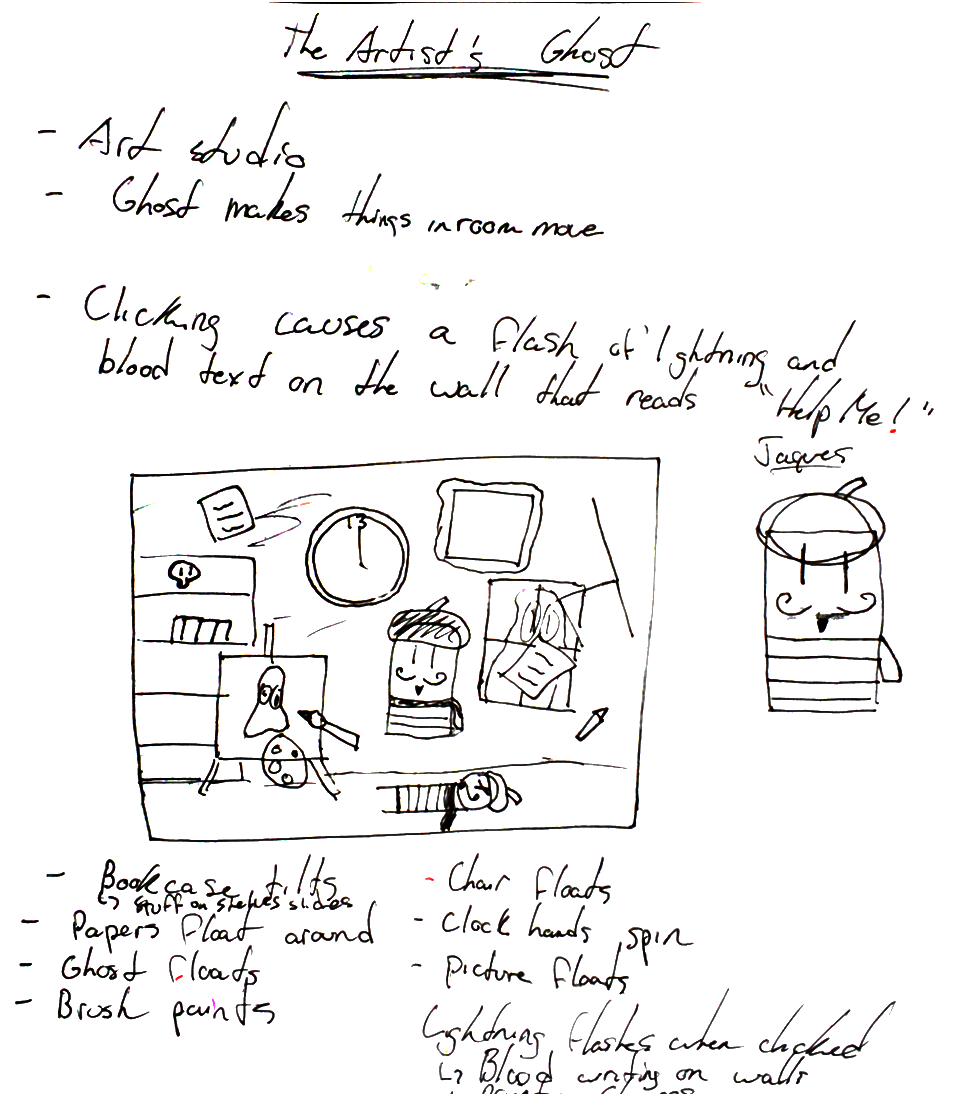 The Artist's Ghost
- Art studio
- Ghost makes things in room move
- Clicking causes a flash of lightning and
blood text on the wall that reads "Help Me!"
Jaques
- Bookcase tilts
↳ stuff on shelves slides
- Papers float around
- Ghost floats
- Brush paints
- Chair floats
- Clock hands spin
- Picture floats
Lightning flashes when clicked
↳ Blood writing on walls